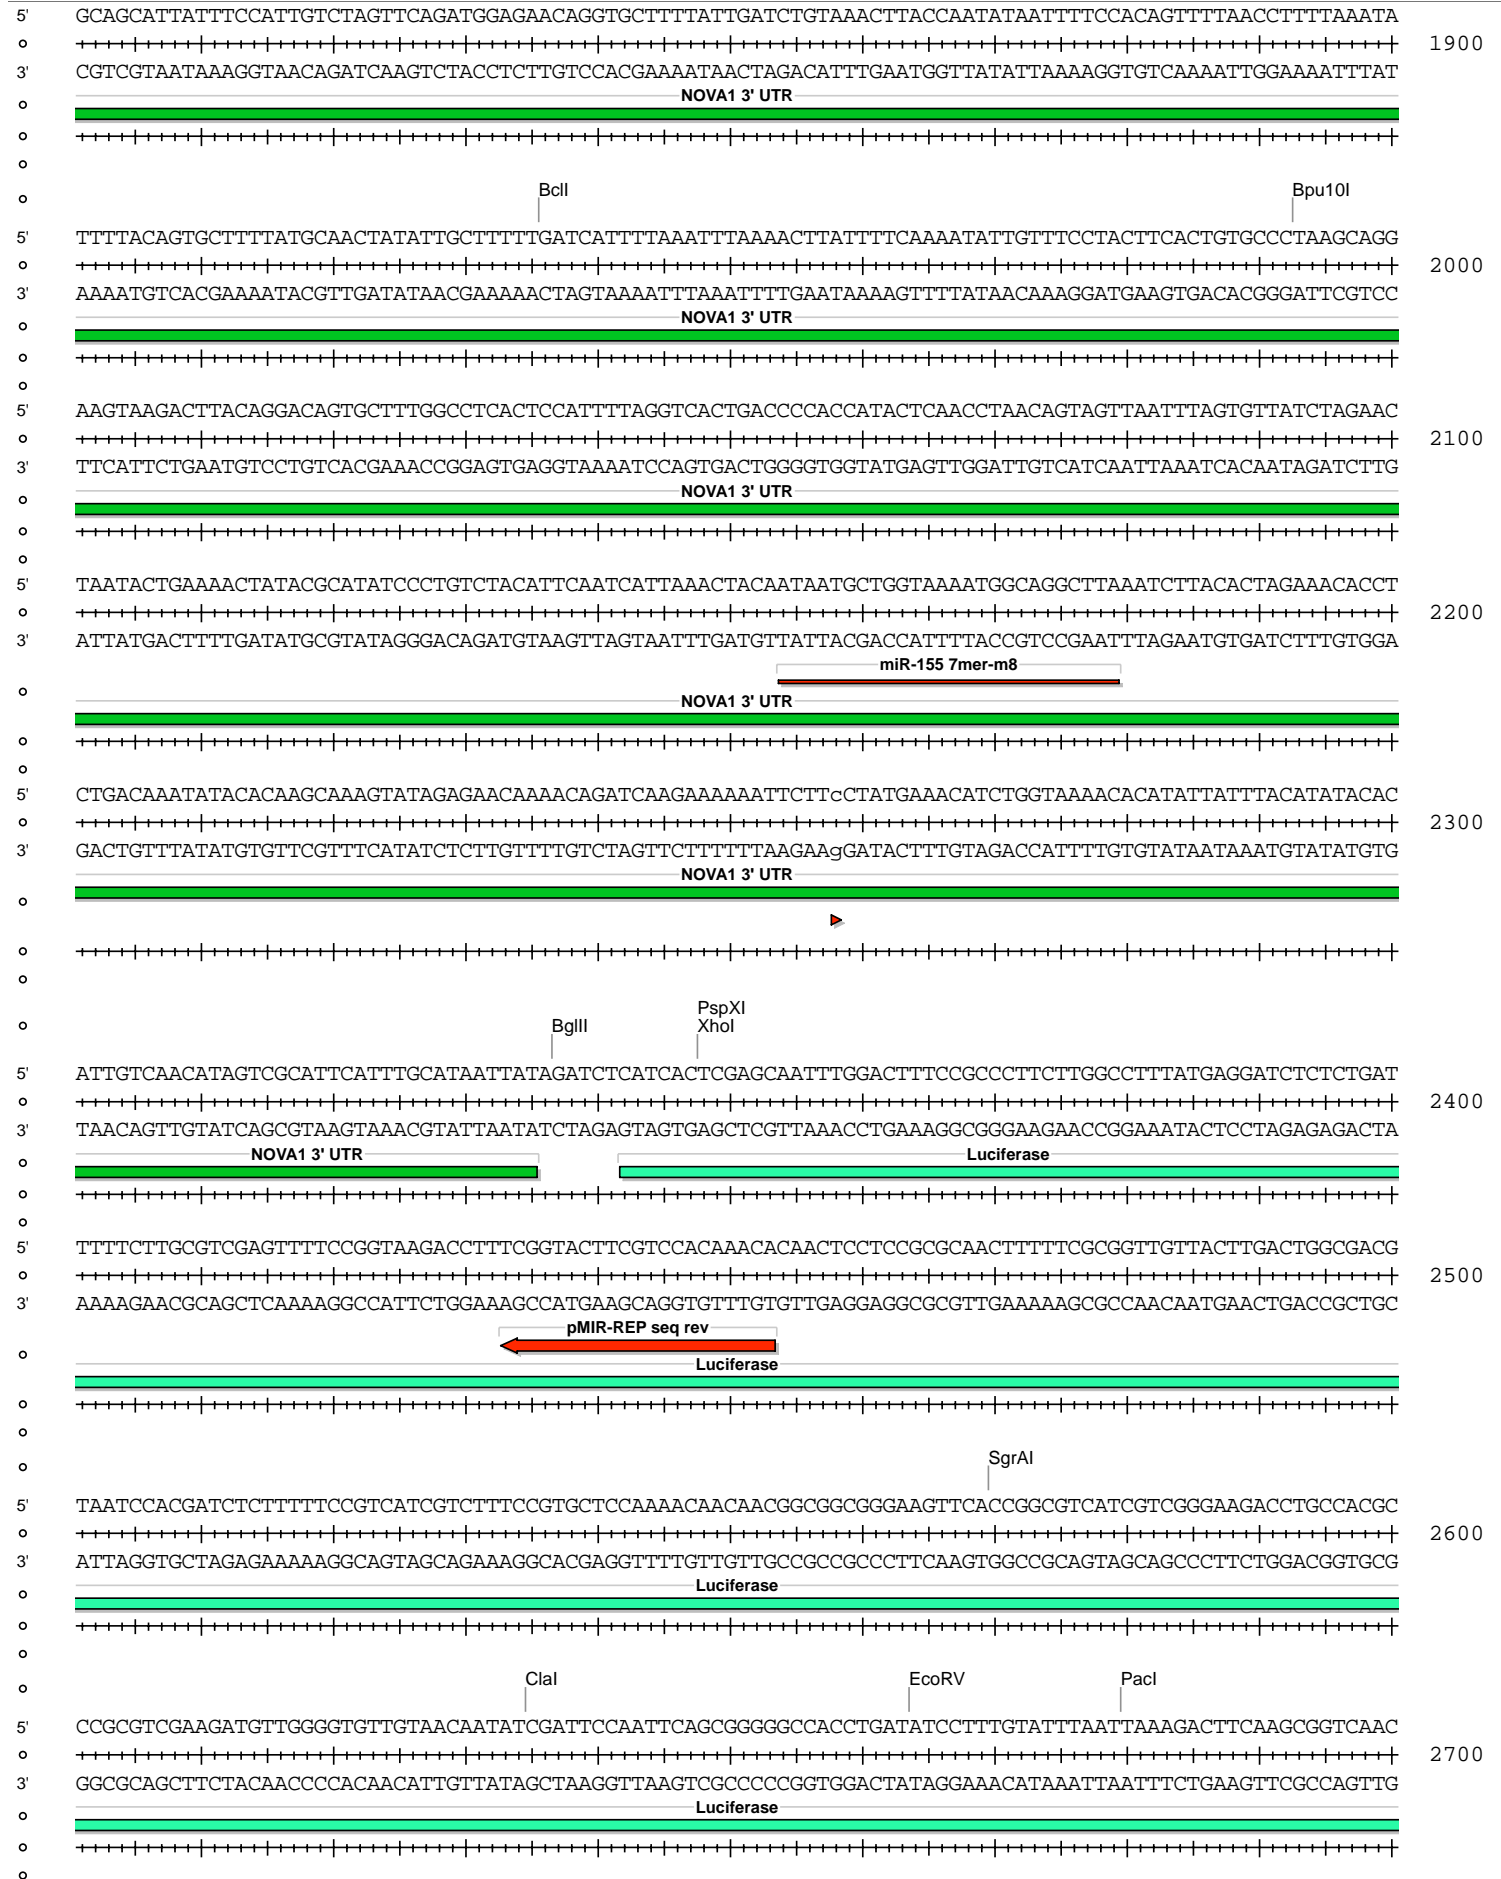 5' GCAGCATTATTTCCATTGTCTAGTTCAGATGGAGAACAGGTGCTTTTATTGATCTGTAAACTTACCAATATAATTTTCCACAGTTTTAACCTTTTAAATA
1900
3' CGTCGTAATAAAGGTAACAGATCAAGTCTACCTCTTGTCCACGAAAATAACTAGACATTTGAATGGTTATATTAAAAGGTGTCAAAATTGGAAAATTTAT
NOVA1 3' UTR
BclI Bpu10I
5' TTTTACAGTGCTTTTATGCAACTATATTGCTTTTTGATCATTTTAAATTTAAAACTTATTTTCAAAATATTGTTTCCTACTTCACTGTGCCCTAAGCAGG
2000
3' AAAATGTCACGAAAATACGTTGATATAACGAAAAACTAGTAAAATTTAAATTTTGAATAAAAGTTTTATAACAAAGGATGAAGTGACACGGGATTCGTCC
NOVA1 3' UTR
5' AAGTAAGACTTACAGGACAGTGCTTTGGCCTCACTCCATTTTAGGTCACTGACCCCACCATACTCAACCTAACAGTAGTTAATTTAGTGTTATCTAGAAC
2100
3' TTCATTCTGAATGTCCTGTCACGAAACCGGAGTGAGGTAAAATCCAGTGACTGGGGTGGTATGAGTTGGATTGTCATCAATTAAATCACAATAGATCTTG
NOVA1 3' UTR
5' TAATACTGAAAACTATACGCATATCCCTGTCTACATTCAATCATTAAACTACAATAATGCTGGTAAAATGGCAGGCTTAAATCTTACACTAGAAACACCT
2200
3' ATTATGACTTTTGATATGCGTATAGGGACAGATGTAAGTTAGTAATTTGATGTTATTACGACCATTTTACCGTCCGAATTTAGAATGTGATCTTTGTGGA
miR-155 7mer-m8
NOVA1 3' UTR
5' CTGACAAATATACACAAGCAAAGTATAGAGAACAAAACAGATCAAGAAAAAATTCTTcCTATGAAACATCTGGTAAAACACATATTATTTACATATACAC
2300
3' GACTGTTTATATGTGTTCGTTTCATATCTCTTGTTTTGTCTAGTTCTTTTTTAAGAAgGATACTTTGTAGACCATTTTGTGTATAATAAATGTATATGTG
NOVA1 3' UTR
PspXI
BglII XhoI
5' ATTGTCAACATAGTCGCATTCATTTGCATAATTATAGATCTCATCACTCGAGCAATTTGGACTTTCCGCCCTTCTTGGCCTTTATGAGGATCTCTCTGAT
2400
3' TAACAGTTGTATCAGCGTAAGTAAACGTATTAATATCTAGAGTAGTGAGCTCGTTAAACCTGAAAGGCGGGAAGAACCGGAAATACTCCTAGAGAGACTA
NOVA1 3' UTR Luciferase
5' TTTTCTTGCGTCGAGTTTTCCGGTAAGACCTTTCGGTACTTCGTCCACAAACACAACTCCTCCGCGCAACTTTTTCGCGGTTGTTACTTGACTGGCGACG
2500
3' AAAAGAACGCAGCTCAAAAGGCCATTCTGGAAAGCCATGAAGCAGGTGTTTGTGTTGAGGAGGCGCGTTGAAAAAGCGCCAACAATGAACTGACCGCTGC
pMIR-REP seq rev
Luciferase
SgrAI
5' TAATCCACGATCTCTTTTTCCGTCATCGTCTTTCCGTGCTCCAAAACAACAACGGCGGCGGGAAGTTCACCGGCGTCATCGTCGGGAAGACCTGCCACGC
2600
3' ATTAGGTGCTAGAGAAAAAGGCAGTAGCAGAAAGGCACGAGGTTTTGTTGTTGCCGCCGCCCTTCAAGTGGCCGCAGTAGCAGCCCTTCTGGACGGTGCG
Luciferase
ClaI EcoRV PacI
5' CCGCGTCGAAGATGTTGGGGTGTTGTAACAATATCGATTCCAATTCAGCGGGGGCCACCTGATATCCTTTGTATTTAATTAAAGACTTCAAGCGGTCAAC
2700
3' GGCGCAGCTTCTACAACCCCACAACATTGTTATAGCTAAGGTTAAGTCGCCCCCGGTGGACTATAGGAAACATAAATTAATTTCTGAAGTTCGCCAGTTG
Luciferase